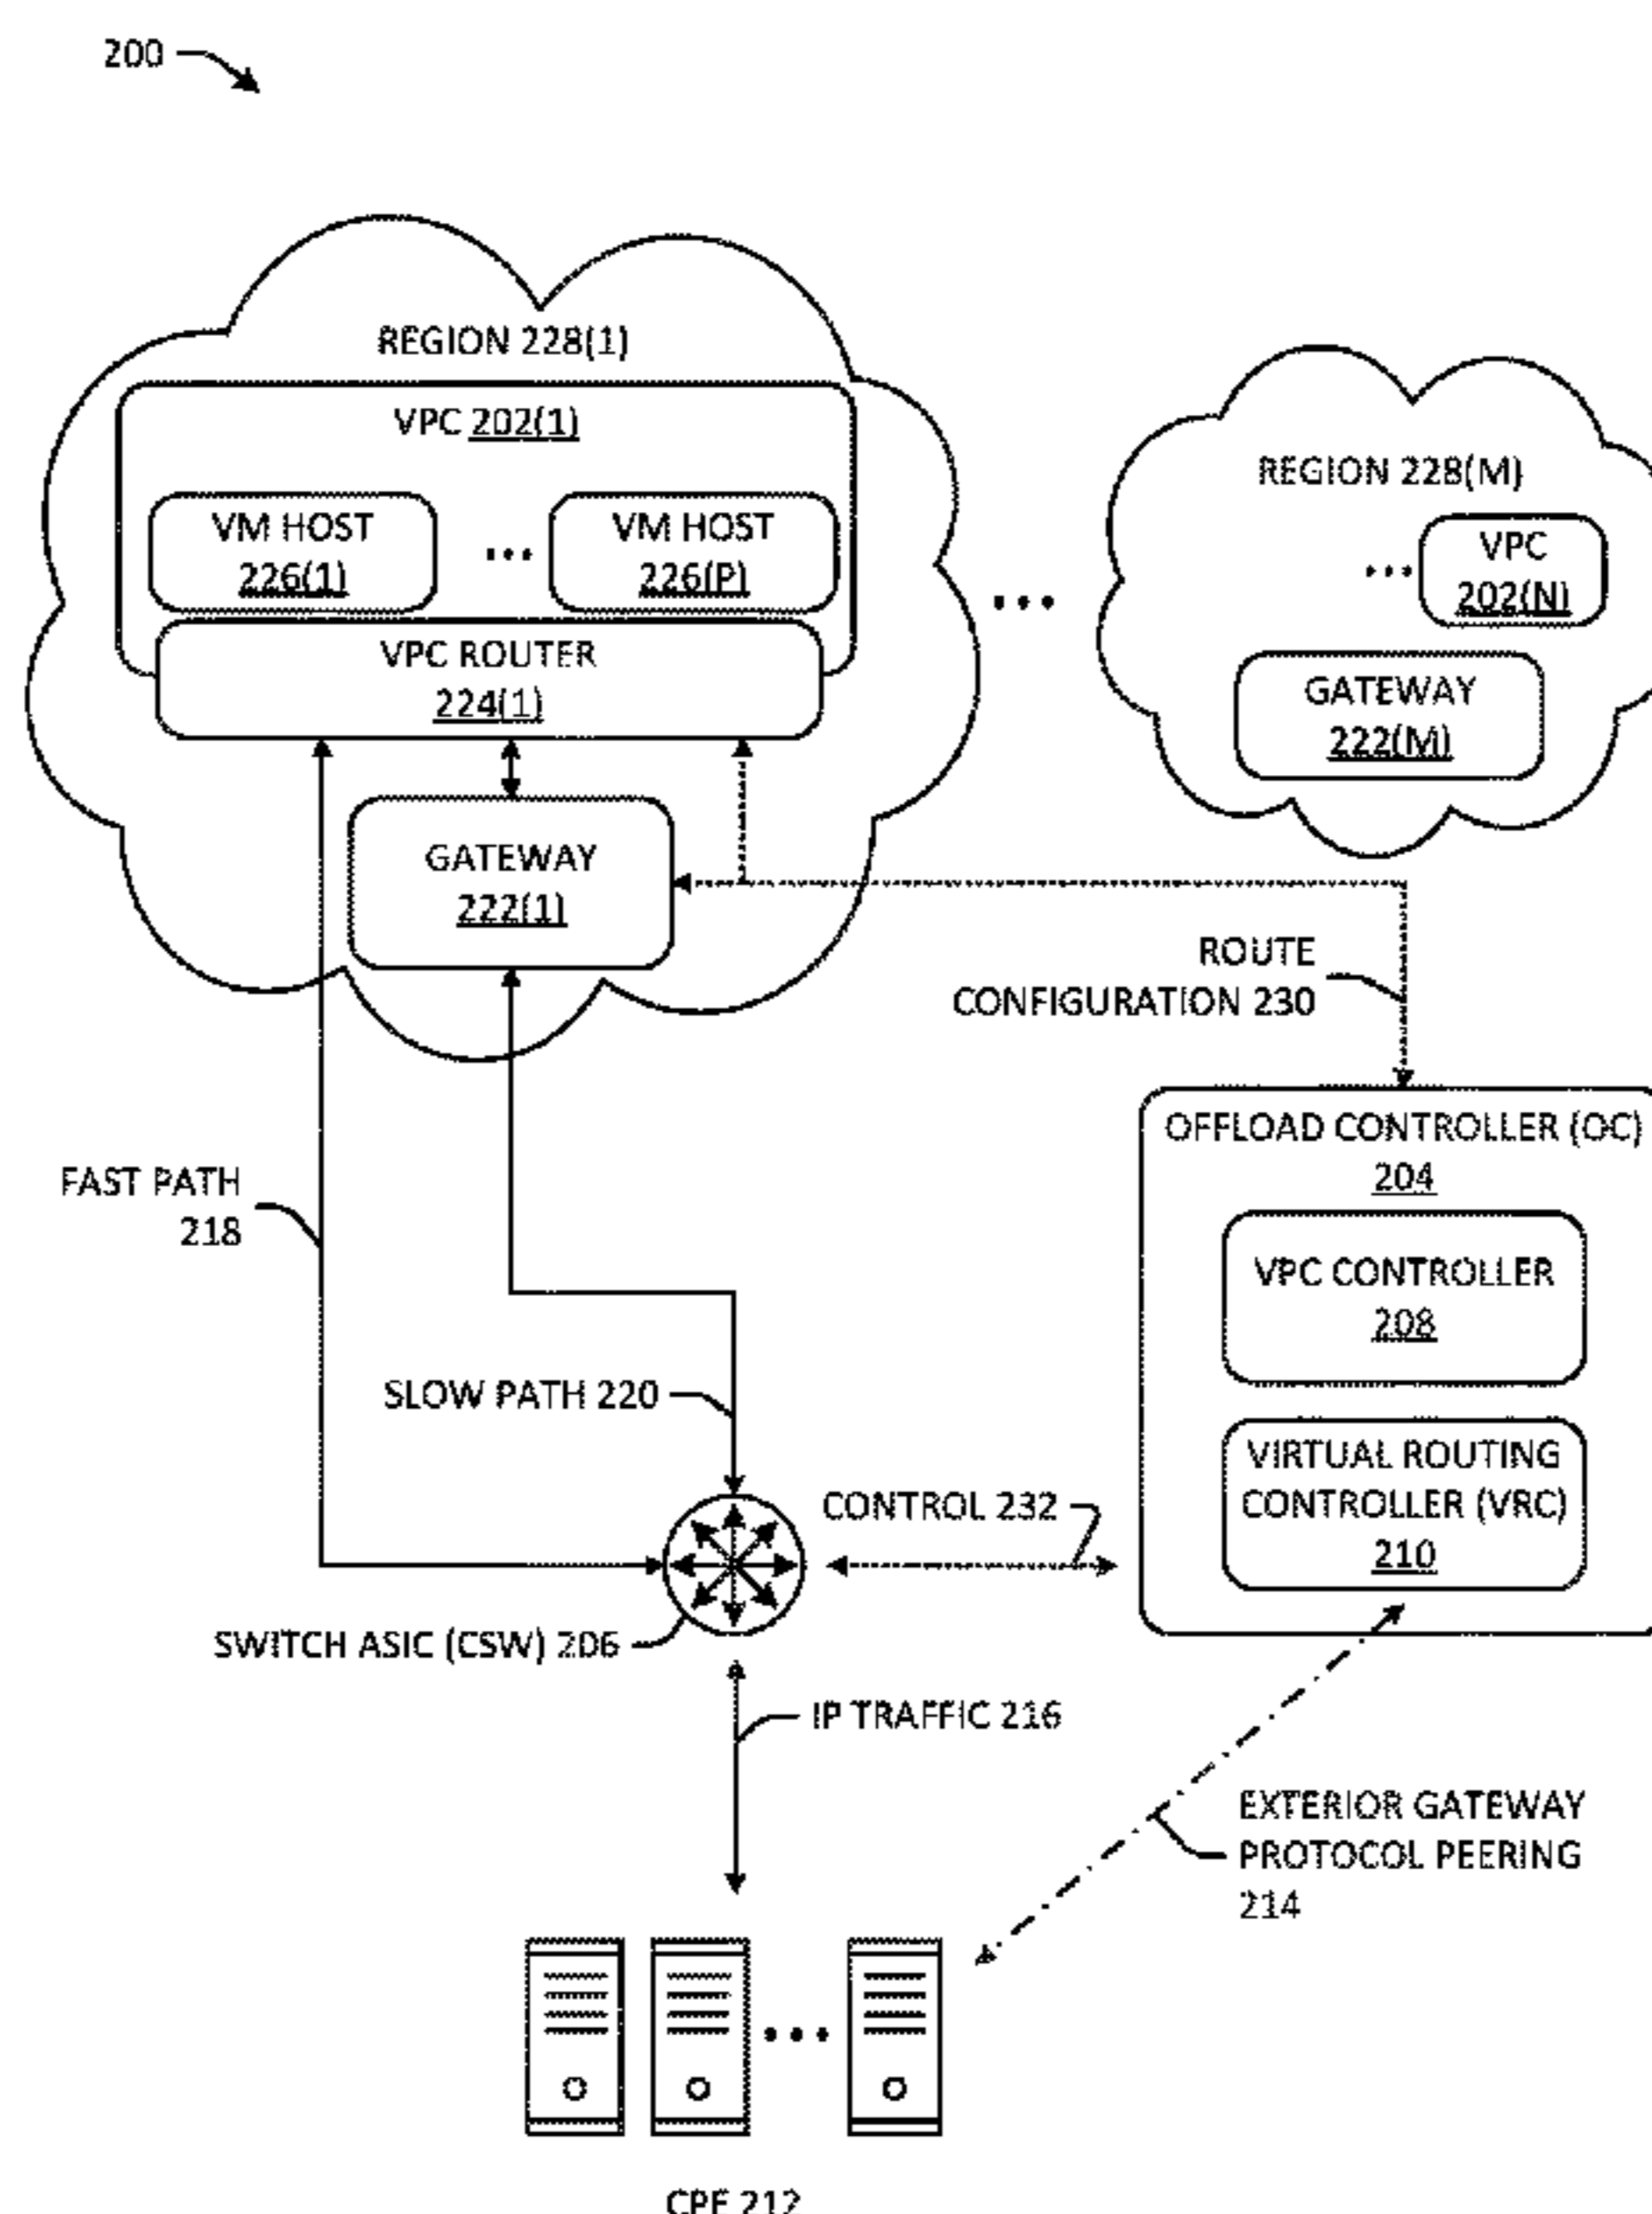 200
REGION 228(1)
VPC 202(1)
VM HOST
226(1)
...
VM HOST
226(P)
VPC ROUTER
224(1)
GATEWAY
222(1)
...
REGION 228(M)
...
VPC
202(N)
GATEWAY
222(M)
ROUTE
CONFIGURATION 230
OFFLOAD CONTROLLER (OC)
204
VPC CONTROLLER
208
VIRTUAL ROUTING
CONTROLLER (VRC)
210
FAST PATH
218
SLOW PATH 220
CONTROL 232
SWITCH ASIC (CSW) 206
IP TRAFFIC 216
EXTERIOR GATEWAY
PROTOCOL PEERING
214
...
CPE 212